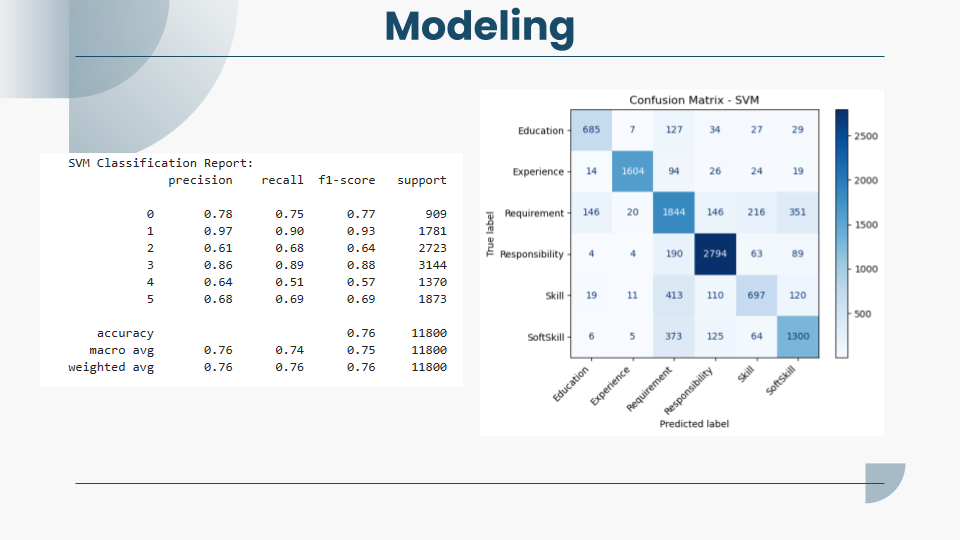 Modeling
SVM Classification Report:
precision recall f1-score support
0 0.78 0.75 0.77 909
1 0.97 0.90 0.93 1781
2 0.61 0.68 0.64 2723
3 0.86 0.89 0.88 3144
4 0.64 0.51 0.57 1370
5 0.68 0.69 0.69 1873
accuracy 0.76 11800
macro avg 0.76 0.74 0.75 11800
weighted avg 0.76 0.76 0.76 11800
Confusion Matrix - SVM
True label
Education 685 7 127 34 27 29
Experience 14 1604 94 26 24 19
Requirement 146 20 1844 146 216 351
Responsibility 4 4 190 2794 63 89
Skill 19 11 413 110 697 120
SoftSkill 6 5 373 125 64 1300
Education Experience Requirement Responsibility Skill SoftSkill
Predicted label
2500
2000
1500
1000
500